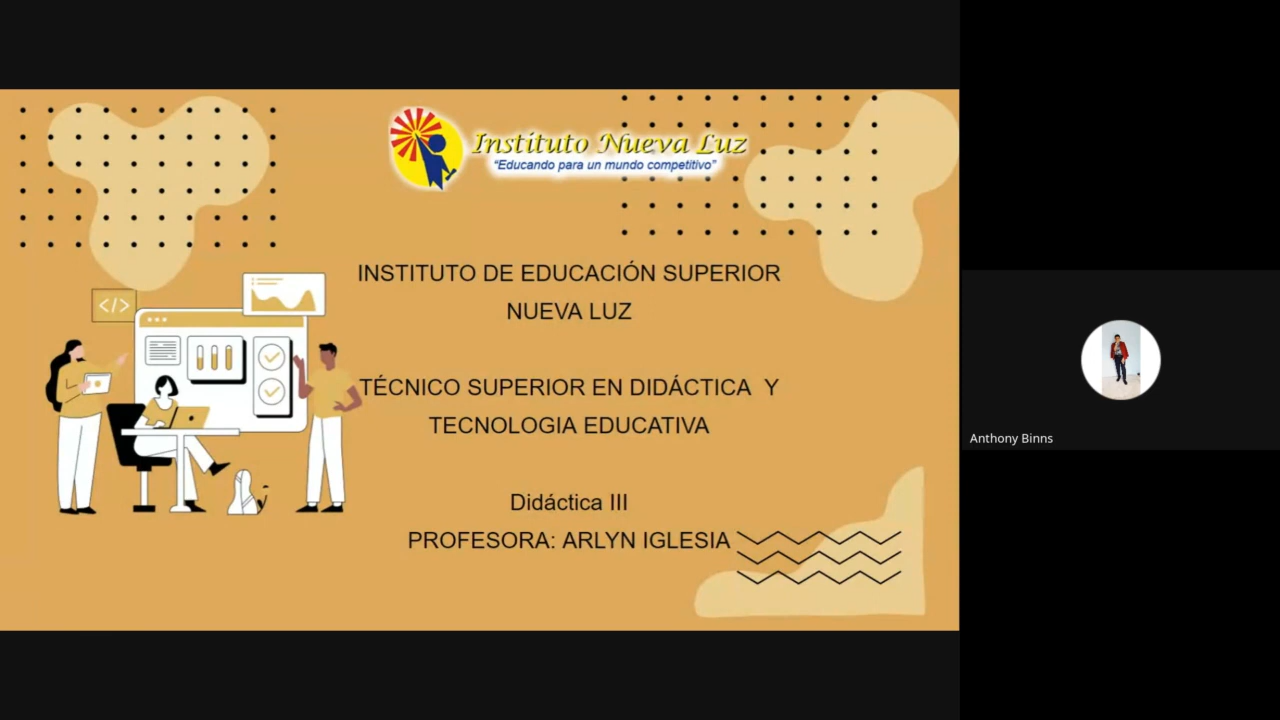 Instituto Nueva Luz
“Educando para un mundo competitivo”
INSTITUTO DE EDUCACIÓN SUPERIOR
NUEVA LUZ
</>
TÉCNICO SUPERIOR EN DIDÁCTICA Y
TECNOLOGIA EDUCATIVA
Didáctica III
PROFESORA: ARLYN IGLESIA
Anthony Binns